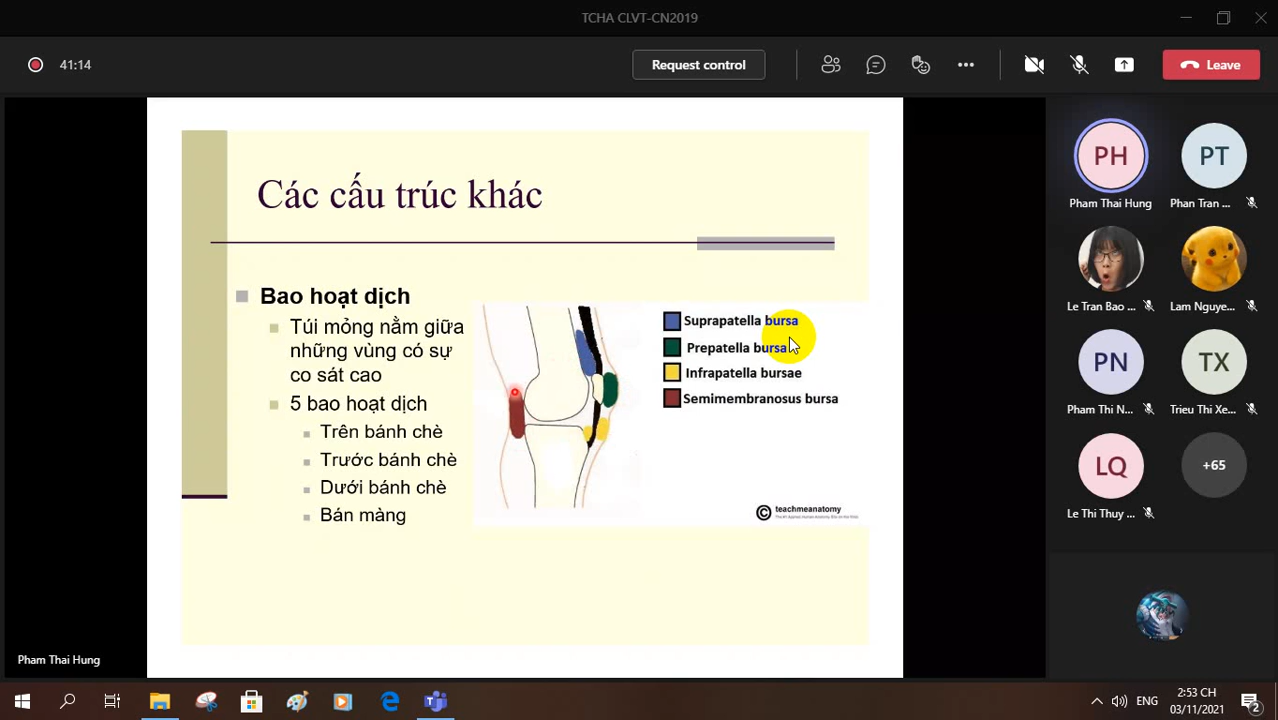 TCHA CLVT-CN2019
41:14
Request control
Leave
Các cấu trúc khác
Bao hoạt dịch
Túi mỏng nằm giữa
những vùng có sự
co sát cao
5 bao hoạt dịch
Trên bánh chè
Trước bánh chè
Dưới bánh chè
Bán màng
Suprapatella bursa
Prepatella bursa
Infrapatella bursae
Semimembranosus bursa
© teachmeanatomy
PH
Pham Thai Hung
PT
Phan Tran ...
Le Tran Bao ...
Lam Nguye...
PN
Pham Thi N...
TX
Trieu Thi Xe...
LQ
Le Thi Thuy ...
+65
Pham Thai Hung
ENG
2:53 CH
03/11/2021
2